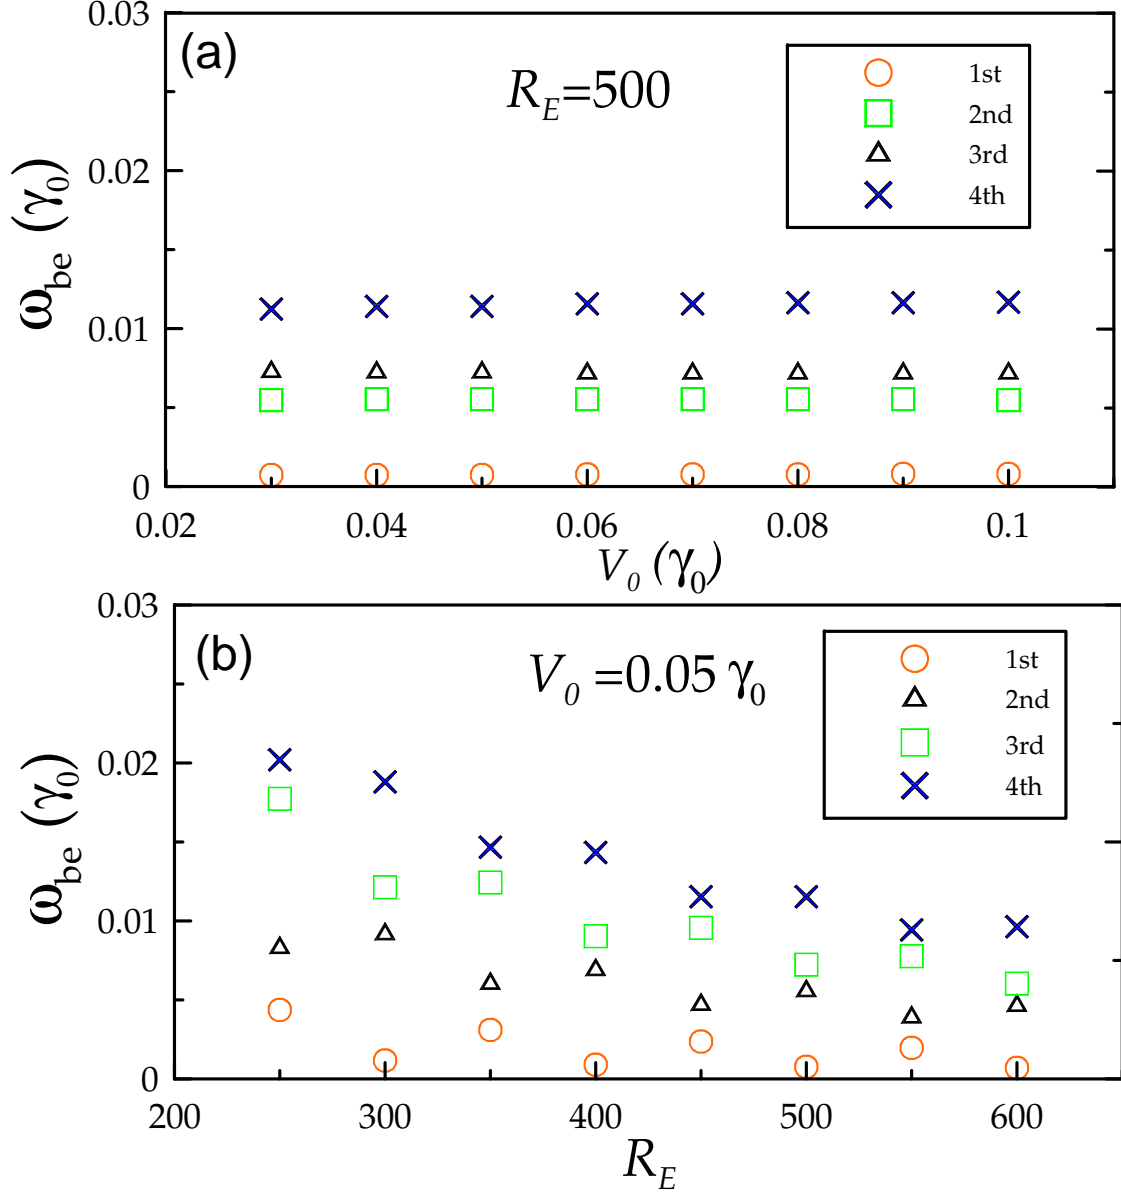 (a)
R_E=500
1st
2nd
3rd
4th
ω_be (γ_0)
0.03
0.02
0.01
0
0.02 0.04 0.06 0.08 0.1
V_0 (γ_0)
(b)
V_0 =0.05 γ_0
1st
2nd
3rd
4th
ω_be (γ_0)
0.03
0.02
0.01
0
200 300 400 500 600
R_E